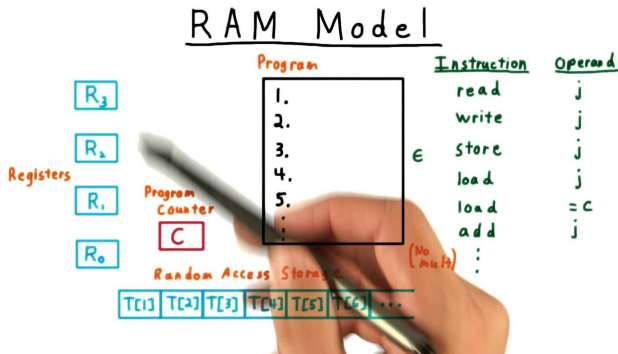 RAM Model
Program
Instruction Operand
1.
2.
3.
4.
5.
read j
write j
store j
load j
load =c
add j
(No mult)
∈
R₃
R₂
R₁
R₀
Registers
Program
Counter
C
Random Access Storage
T[1] T[2] T[3] T[4] T[5] T[6] ...